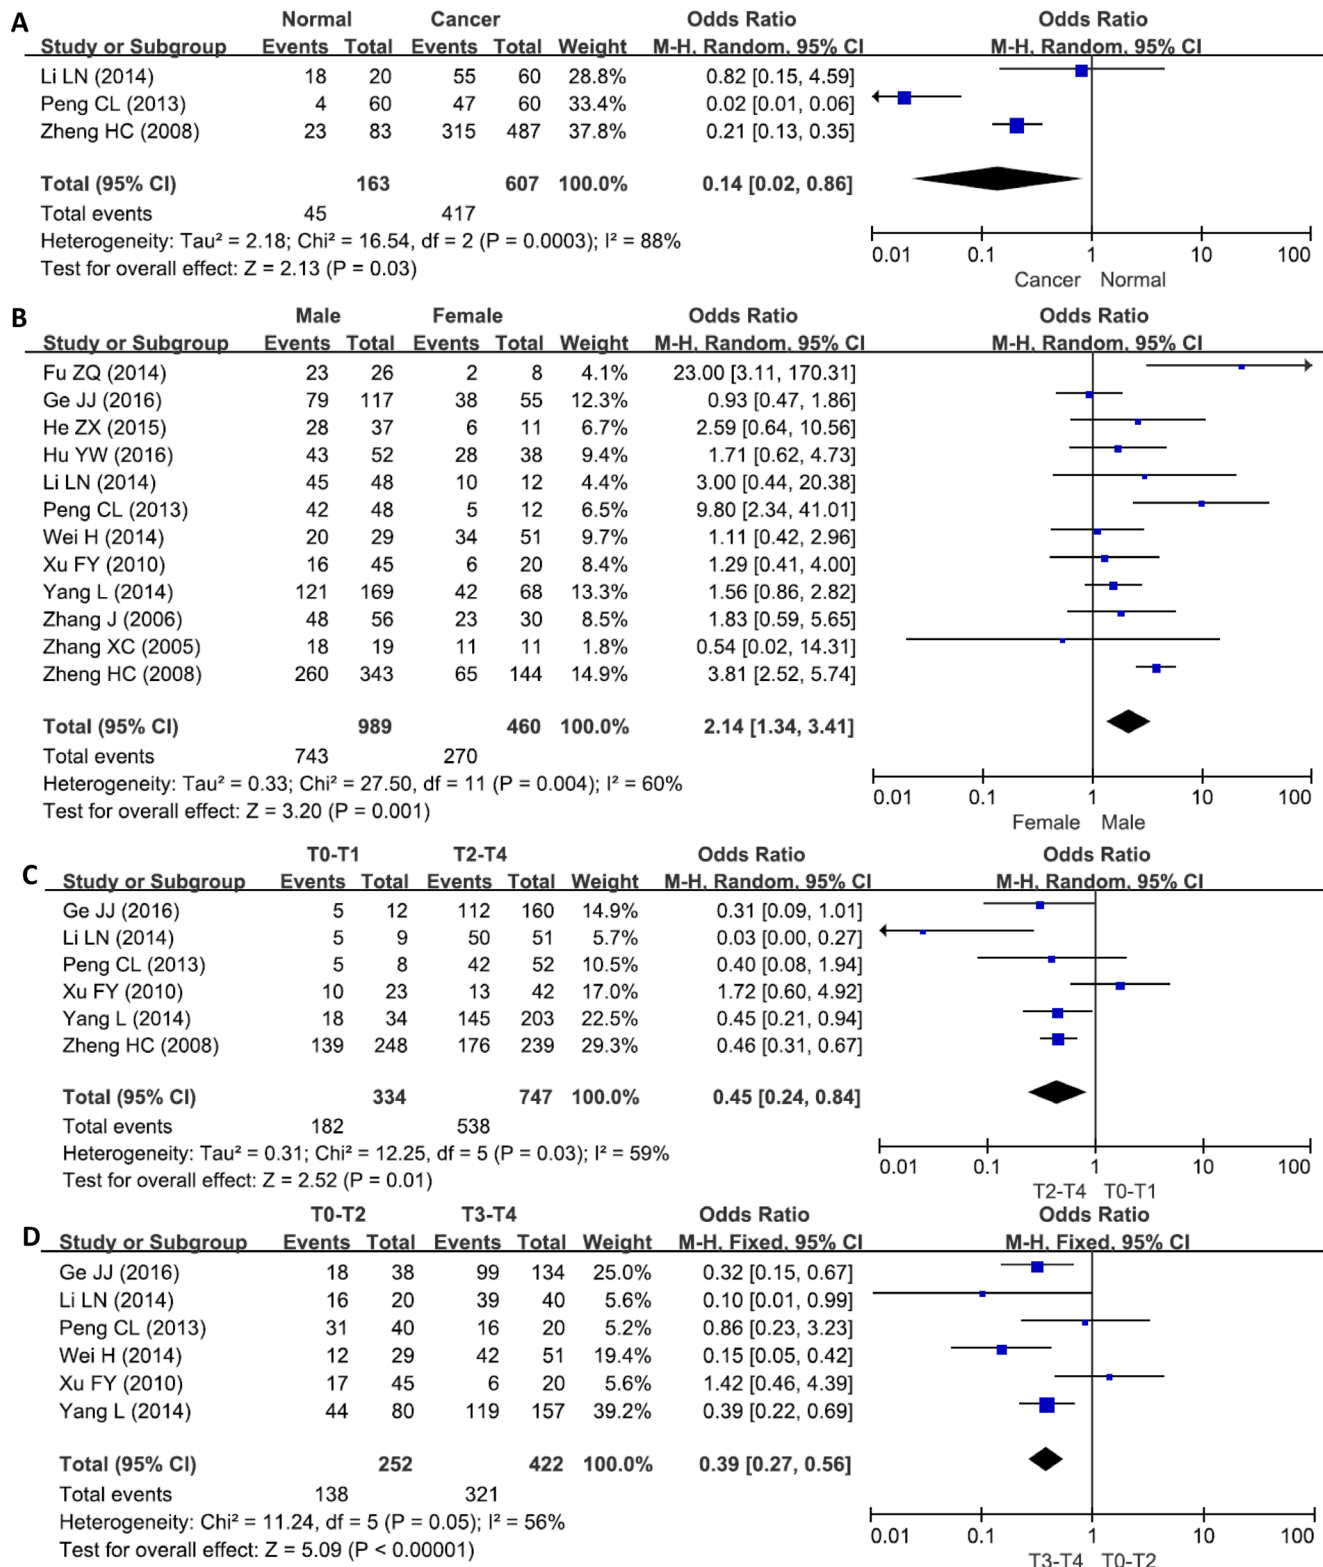 A
Normal Cancer Odds Ratio Odds Ratio
Study or Subgroup Events Total Events Total Weight M-H, Random, 95% CI M-H, Random, 95% CI
Li LN (2014) 18 20 55 60 28.8% 0.82 [0.15, 4.59]
Peng CL (2013) 4 60 47 60 33.4% 0.02 [0.01, 0.06]
Zheng HC (2008) 23 83 315 487 37.8% 0.21 [0.13, 0.35]
Total (95% CI) 163 607 100.0% 0.14 [0.02, 0.86]
Total events 45 417
Heterogeneity: Tau² = 2.18; Chi² = 16.54, df = 2 (P = 0.0003); I² = 88%
Test for overall effect: Z = 2.13 (P = 0.03)
0.01 0.1 1 10 100
Cancer Normal
B
Male Female Odds Ratio Odds Ratio
Study or Subgroup Events Total Events Total Weight M-H, Random, 95% CI M-H, Random, 95% CI
Fu ZQ (2014) 23 26 2 8 4.1% 23.00 [3.11, 170.31]
Ge JJ (2016) 79 117 38 55 12.3% 0.93 [0.47, 1.86]
He ZX (2015) 28 37 6 11 6.7% 2.59 [0.64, 10.56]
Hu YW (2016) 43 52 28 38 9.4% 1.71 [0.62, 4.73]
Li LN (2014) 45 48 10 12 4.4% 3.00 [0.44, 20.38]
Peng CL (2013) 42 48 5 12 6.5% 9.80 [2.34, 41.01]
Wei H (2014) 20 29 34 51 9.7% 1.11 [0.42, 2.96]
Xu FY (2010) 16 45 6 20 8.4% 1.29 [0.41, 4.00]
Yang L (2014) 121 169 42 68 13.3% 1.56 [0.86, 2.82]
Zhang J (2006) 48 56 23 30 8.5% 1.83 [0.59, 5.65]
Zhang XC (2005) 18 19 11 11 1.8% 0.54 [0.02, 14.31]
Zheng HC (2008) 260 343 65 144 14.9% 3.81 [2.52, 5.74]
Total (95% CI) 989 460 100.0% 2.14 [1.34, 3.41]
Total events 743 270
Heterogeneity: Tau² = 0.33; Chi² = 27.50, df = 11 (P = 0.004); I² = 60%
Test for overall effect: Z = 3.20 (P = 0.001)
0.01 0.1 1 10 100
Female Male
C
T0-T1 T2-T4 Odds Ratio Odds Ratio
Study or Subgroup Events Total Events Total Weight M-H, Random, 95% CI M-H, Random, 95% CI
Ge JJ (2016) 5 12 112 160 14.9% 0.31 [0.09, 1.01]
Li LN (2014) 5 9 50 51 5.7% 0.03 [0.00, 0.27]
Peng CL (2013) 5 8 42 52 10.5% 0.40 [0.08, 1.94]
Xu FY (2010) 10 23 13 42 17.0% 1.72 [0.60, 4.92]
Yang L (2014) 18 34 145 203 22.5% 0.45 [0.21, 0.94]
Zheng HC (2008) 139 248 176 239 29.3% 0.46 [0.31, 0.67]
Total (95% CI) 334 747 100.0% 0.45 [0.24, 0.84]
Total events 182 538
Heterogeneity: Tau² = 0.31; Chi² = 12.25, df = 5 (P = 0.03); I² = 59%
Test for overall effect: Z = 2.52 (P = 0.01)
0.01 0.1 1 10 100
T2-T4 T0-T1
D
T0-T2 T3-T4 Odds Ratio Odds Ratio
Study or Subgroup Events Total Events Total Weight M-H, Fixed, 95% CI M-H, Fixed, 95% CI
Ge JJ (2016) 18 38 99 134 25.0% 0.32 [0.15, 0.67]
Li LN (2014) 16 20 39 40 5.6% 0.10 [0.01, 0.99]
Peng CL (2013) 31 40 16 20 5.2% 0.86 [0.23, 3.23]
Wei H (2014) 12 29 42 51 19.4% 0.15 [0.05, 0.42]
Xu FY (2010) 17 45 6 20 5.6% 1.42 [0.46, 4.39]
Yang L (2014) 44 80 119 157 39.2% 0.39 [0.22, 0.69]
Total (95% CI) 252 422 100.0% 0.39 [0.27, 0.56]
Total events 138 321
Heterogeneity: Chi² = 11.24, df = 5 (P = 0.05); I² = 56%
Test for overall effect: Z = 5.09 (P < 0.00001)
0.01 0.1 1 10 100
T3-T4 T0-T2